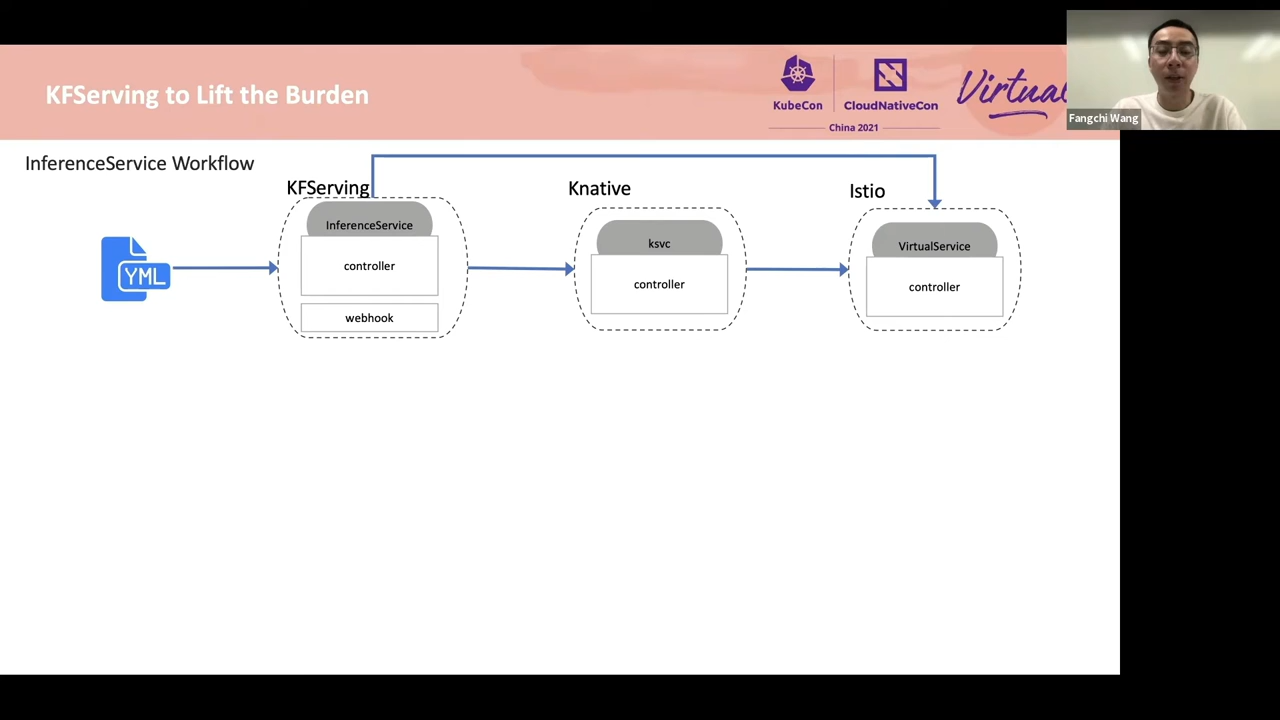 KFServing to Lift the Burden
KubeCon
CloudNativeCon
China 2021
Virtual
Fangchi Wang
InferenceService Workflow
KFServing
Knative
Istio
InferenceService
controller
webhook
ksvc
controller
VirtualService
controller
YML